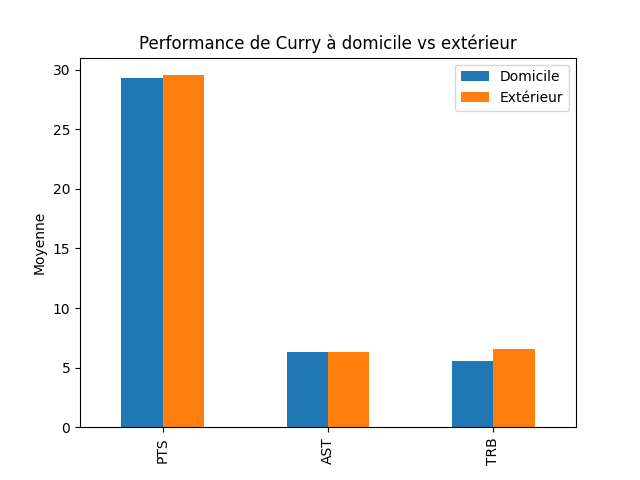 Performance de Curry à domicile vs extérieur
Domicile
Extérieur
30
25
20
15
10
5
0
Moyenne
PTS
AST
TRB